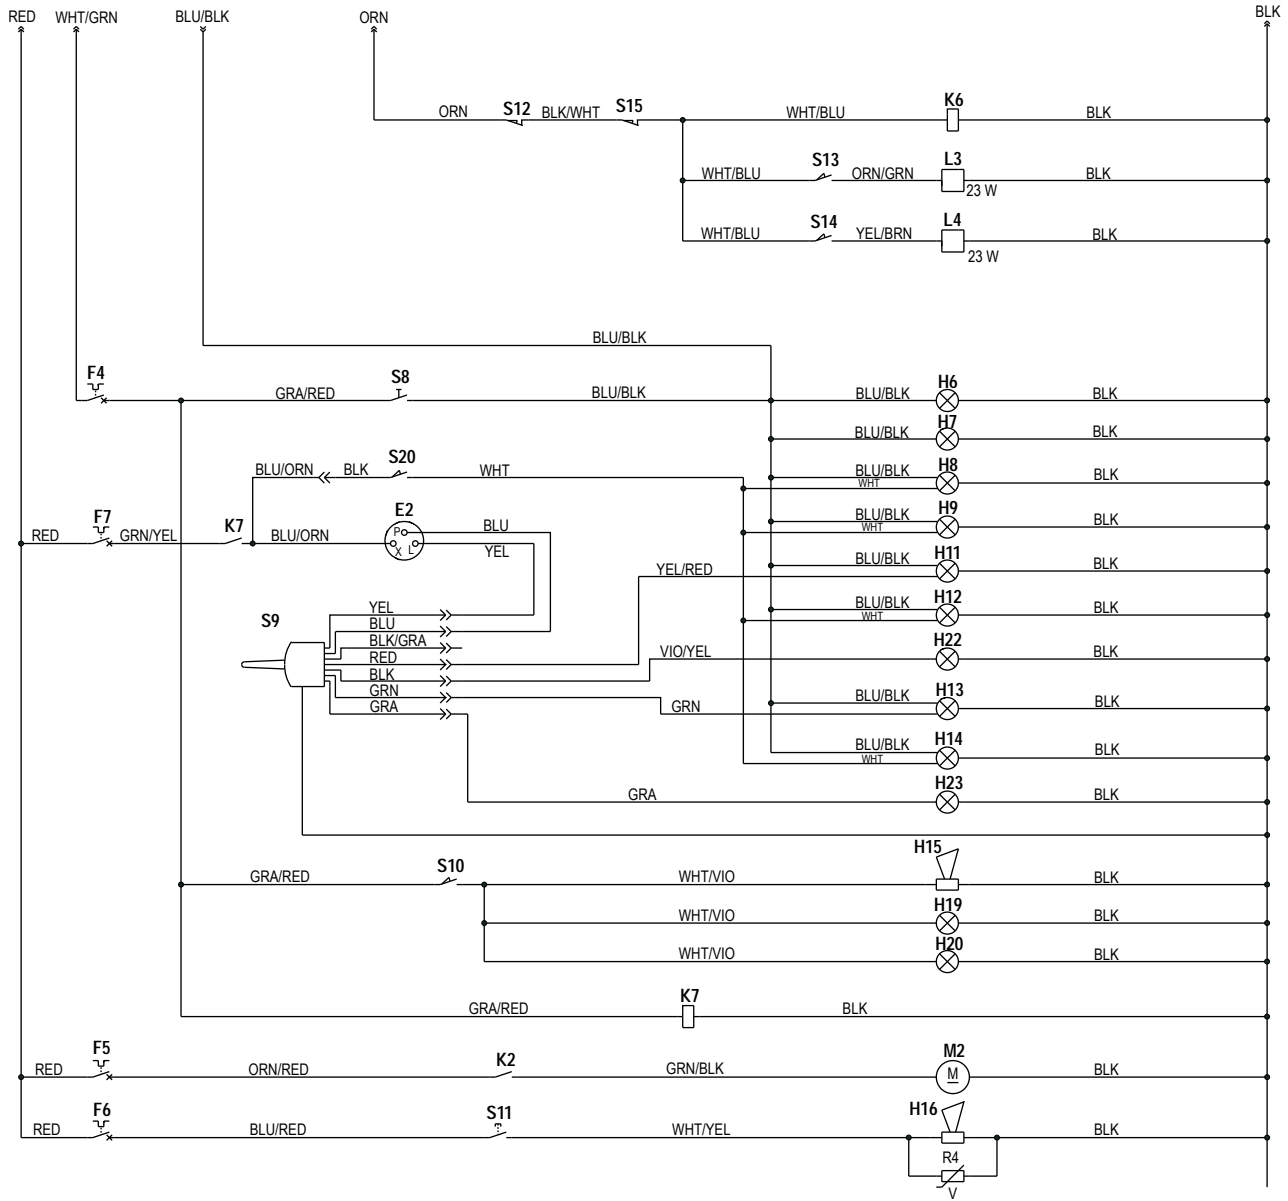 RED WHT/GRN BLU/BLK ORN BLK
ORN S12 BLK/WHT S15 WHT/BLU K6 BLK
WHT/BLU S13 ORN/GRN L3 BLK
23 W
WHT/BLU S14 YEL/BRN L4 BLK
23 W
BLU/BLK
F4 GRA/RED S8 BLU/BLK BLU/BLK H6 BLK
BLU/BLK H7 BLK
BLU/ORN BLK S20 WHT BLU/BLK H8 BLK
WHT
RED F7 GRN/YEL K7 BLU/ORN E2 BLU BLU/BLK H9 BLK
P X L WHT
YEL
YEL/RED BLU/BLK H11 BLK
S9 YEL BLU/BLK H12 BLK
BLU WHT
BLK/GRA
RED VIO/YEL H22 BLK
BLK
GRN GRN BLU/BLK H13 BLK
GRA
BLU/BLK H14 BLK
WHT
GRA H23 BLK
GRA/RED S10 WHT/VIO H15 BLK
WHT/VIO H19 BLK
WHT/VIO H20 BLK
GRA/RED K7 BLK
RED F5 ORN/RED K2 GRN/BLK M2 BLK
M
RED F6 BLU/RED S11 WHT/YEL H16 BLK
R4
V